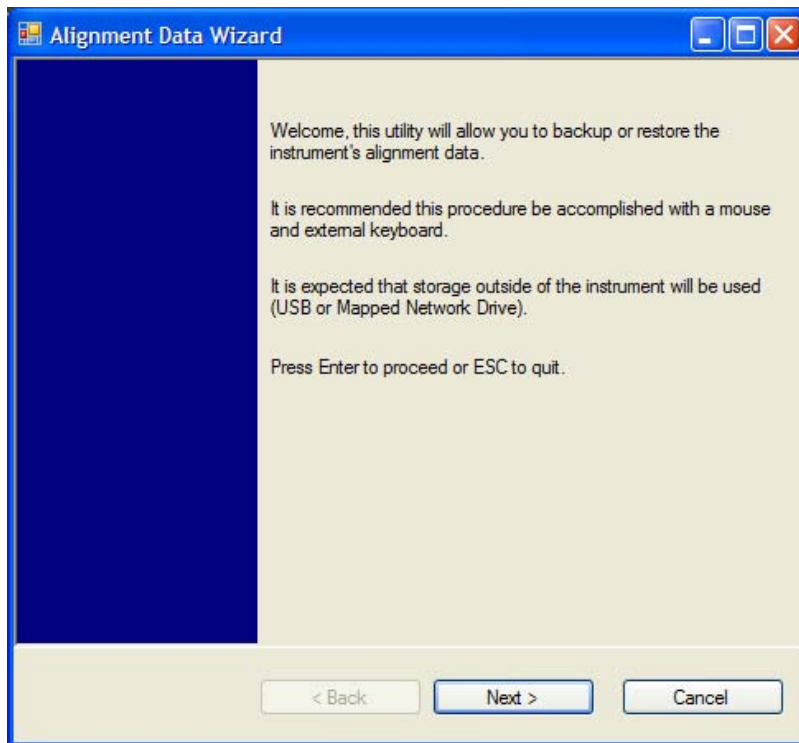 Alignment Data Wizard
Welcome, this utility will allow you to backup or restore the
instrument's alignment data.
It is recommended this procedure be accomplished with a mouse
and external keyboard.
It is expected that storage outside of the instrument will be used
(USB or Mapped Network Drive).
Press Enter to proceed or ESC to quit.
< Back
Next >
Cancel